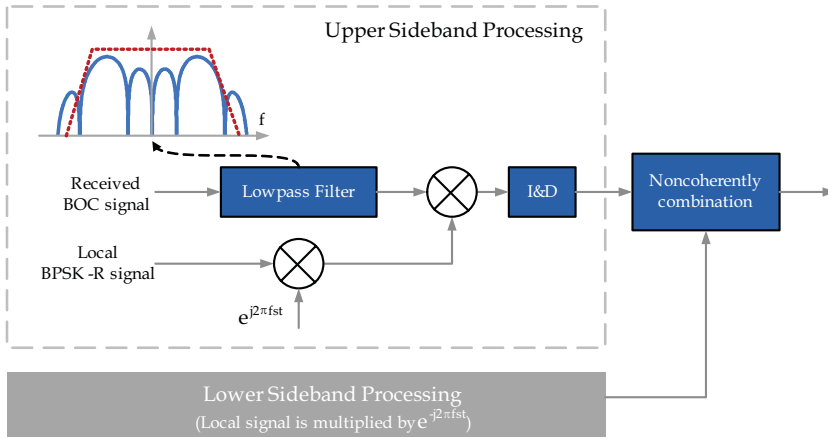 Upper Sideband Processing
f
Received
BOC signal
Lowpass Filter
I&D
Noncoherently
combination
Local
BPSK -R signal
e^{j2πfst}
Lower Sideband Processing
(Local signal is multiplied by e^{-j2πfst})